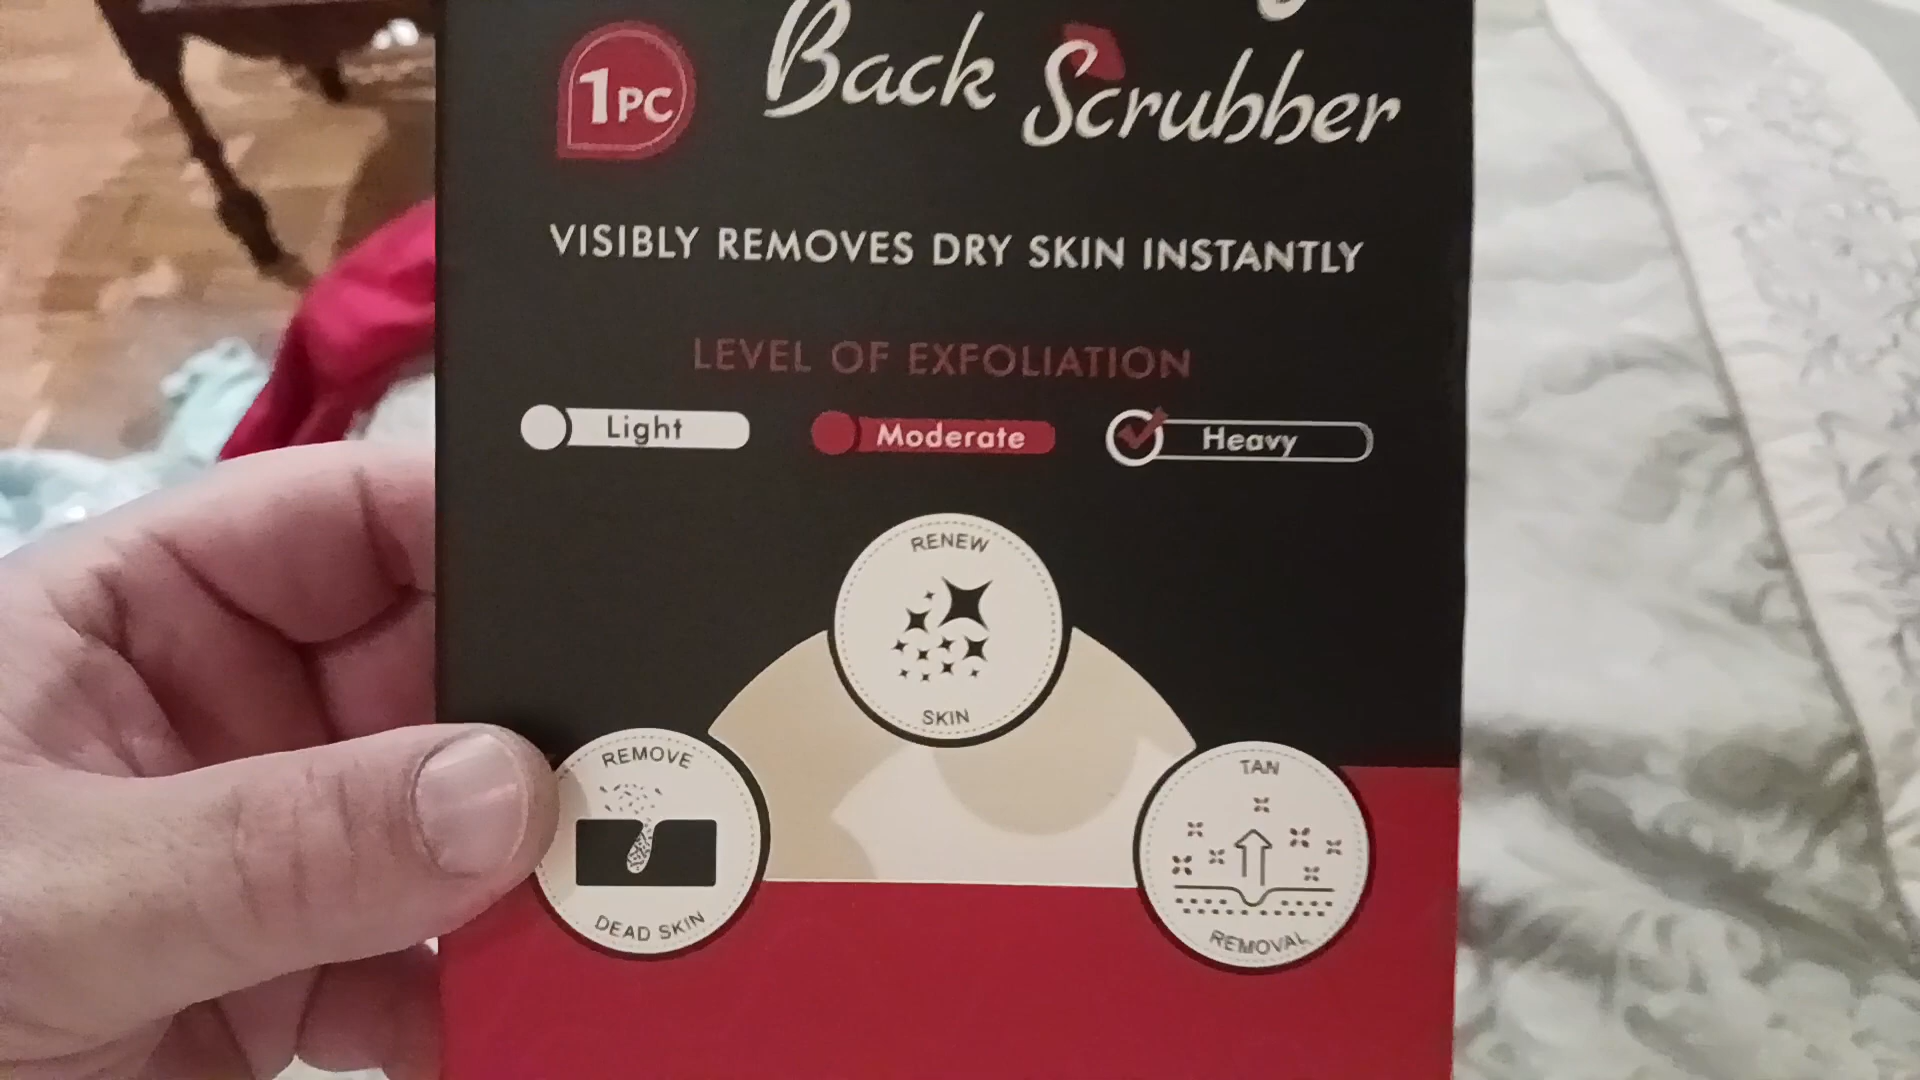 Back Scrubber
1PC
VISIBLY REMOVES DRY SKIN INSTANTLY
LEVEL OF EXFOLIATION
Light
Moderate
Heavy
RENEW
SKIN
REMOVE
DEAD SKIN
TAN
REMOVAL